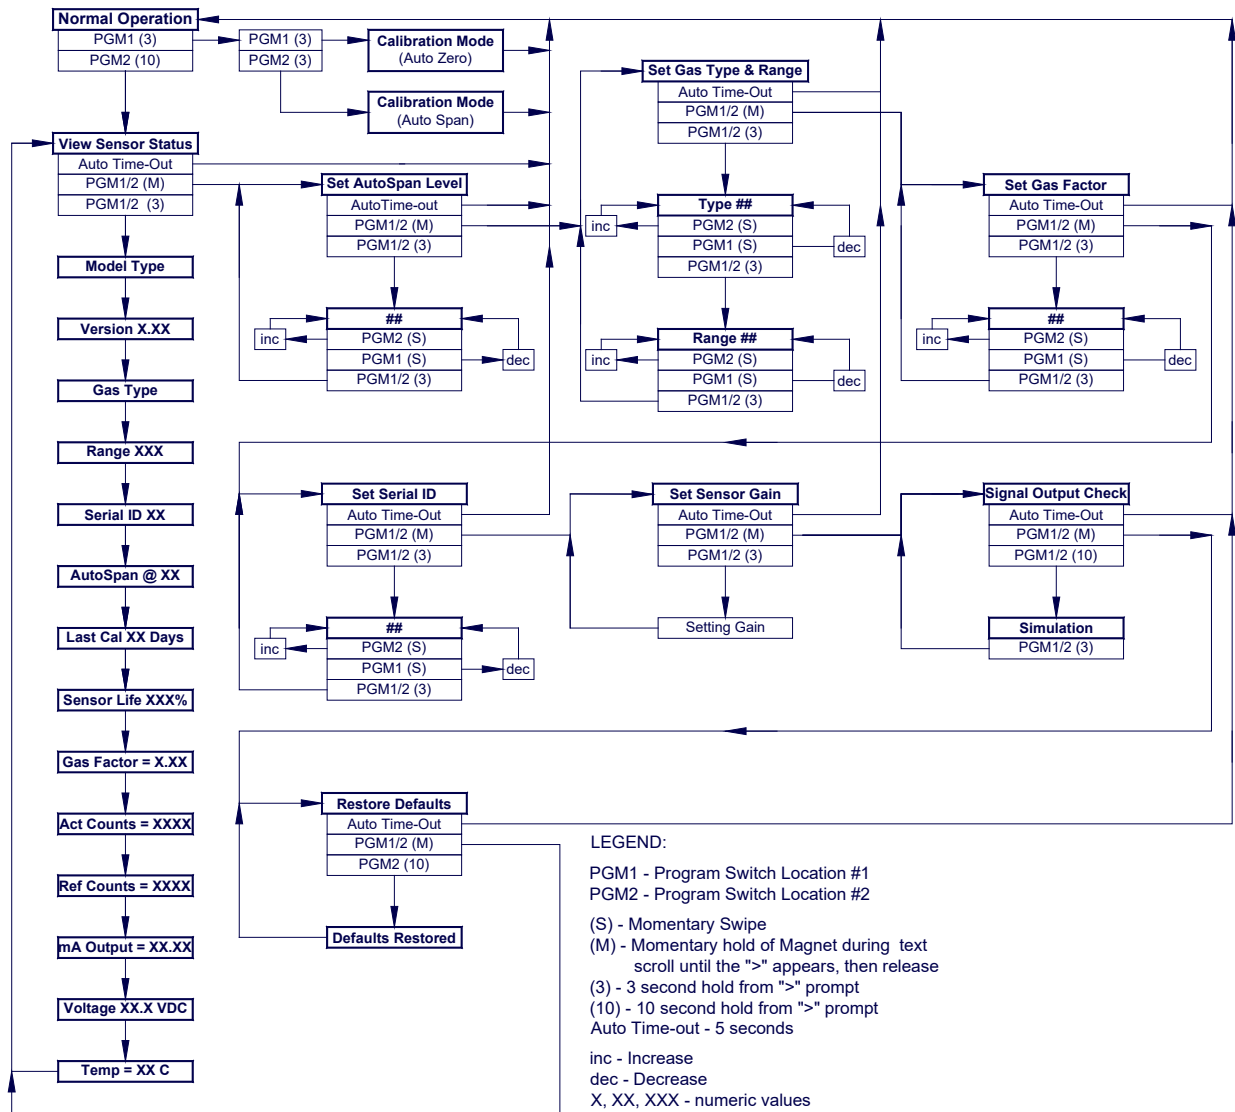 Normal Operation
PGM1 (3)
PGM2 (10)
PGM1 (3)
PGM2 (3)
Calibration Mode
(Auto Zero)
Calibration Mode
(Auto Span)
View Sensor Status
Auto Time-Out
PGM1/2 (M)
PGM1/2 (3)
Model Type
Version X.XX
Gas Type
Range XXX
Serial ID XX
AutoSpan @ XX
Last Cal XX Days
Sensor Life XXX%
Gas Factor = X.XX
Act Counts = XXXX
Ref Counts = XXXX
mA Output = XX.XX
Voltage XX.X VDC
Temp = XX C
Set AutoSpan Level
AutoTime-out
PGM1/2 (M)
PGM1/2 (3)
##
PGM2 (S)
PGM1 (S)
PGM1/2 (3)
inc
dec
Set Gas Type & Range
Auto Time-Out
PGM1/2 (M)
PGM1/2 (3)
Type ##
PGM2 (S)
PGM1 (S)
PGM1/2 (3)
inc
dec
Range ##
PGM2 (S)
PGM1 (S)
PGM1/2 (3)
inc
dec
Set Gas Factor
Auto Time-Out
PGM1/2 (M)
PGM1/2 (3)
##
PGM2 (S)
PGM1 (S)
PGM1/2 (3)
inc
dec
Set Serial ID
Auto Time-Out
PGM1/2 (M)
PGM1/2 (3)
##
PGM2 (S)
PGM1 (S)
PGM1/2 (3)
inc
dec
Set Sensor Gain
Auto Time-Out
PGM1/2 (M)
PGM1/2 (3)
Setting Gain
Signal Output Check
Auto Time-Out
PGM1/2 (M)
PGM1/2 (10)
Simulation
PGM1/2 (3)
Restore Defaults
Auto Time-Out
PGM1/2 (M)
PGM2 (10)
Defaults Restored
LEGEND:
PGM1 - Program Switch Location #1
PGM2 - Program Switch Location #2
(S) - Momentary Swipe
(M) - Momentary hold of Magnet during text
scroll until the ">" appears, then release
(3) - 3 second hold from ">" prompt
(10) - 10 second hold from ">" prompt
Auto Time-out - 5 seconds
inc - Increase
dec - Decrease
X, XX, XXX - numeric values